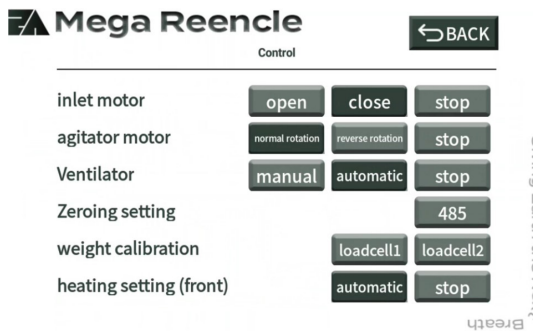 Mega Reencle
BACK
Control
inlet motor open close stop
agitator motor normal rotation reverse rotation stop
Ventilator manual automatic stop
Zeroing setting 485
weight calibration loadcell1 loadcell2
heating setting (front) automatic stop
Breath